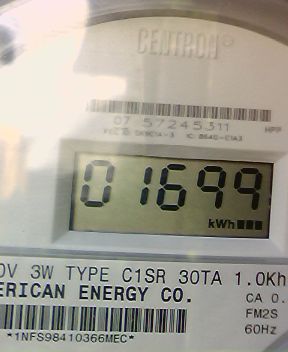 CENTRON®
07 57245311 HPP
01699
kWh
0V 3W TYPE C1SR 30TA 1.0Kh
ERICAN ENERGY CO. CA 0.
FM2S
60Hz
*1NFS98410366MEC*